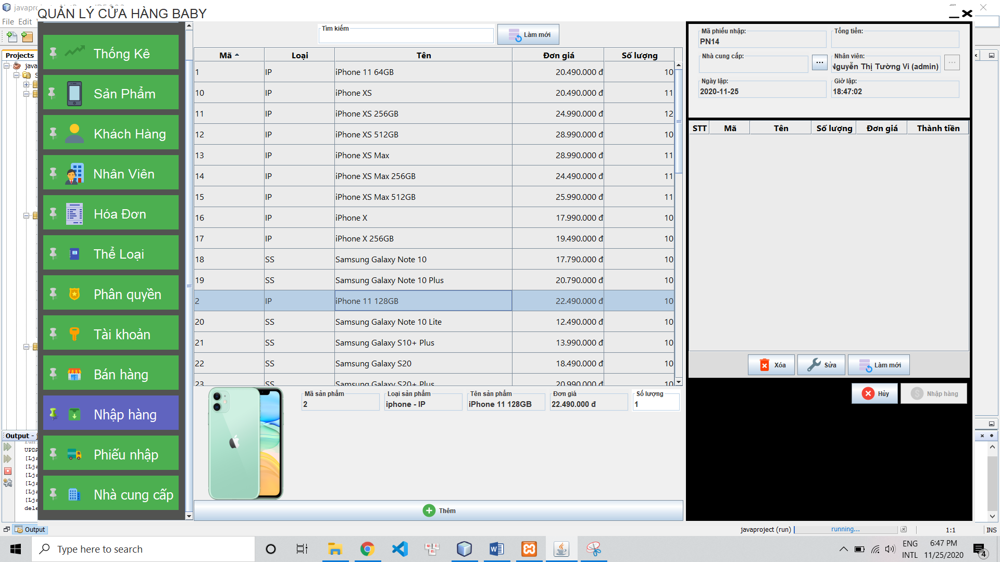 javaproj
QUẢN LÝ CỬA HÀNG BABY
File Edit
Projects
java
Thống Kê
Sản Phẩm
Khách Hàng
Nhân Viên
Hóa Đơn
Thể Loại
Phân quyền
Tài khoản
Bán hàng
Nhập hàng
Phiếu nhập
Nhà cung cấp
Tìm kiếm
Làm mới
Mã Loại Tên Đơn giá Số lượng
1 IP iPhone 11 64GB 20.490.000 đ 10
10 IP iPhone XS 20.490.000 đ 11
11 IP iPhone XS 256GB 24.990.000 đ 12
12 IP iPhone XS 512GB 28.990.000 đ 10
13 IP iPhone XS Max 28.990.000 đ 11
14 IP iPhone XS Max 256GB 24.490.000 đ 11
15 IP iPhone XS Max 512GB 25.990.000 đ 11
16 IP iPhone X 17.990.000 đ 10
17 IP iPhone X 256GB 19.490.000 đ 10
18 SS Samsung Galaxy Note 10 17.790.000 đ 10
19 SS Samsung Galaxy Note 10 Plus 20.790.000 đ 10
2 IP iPhone 11 128GB 22.490.000 đ 10
20 SS Samsung Galaxy Note 10 Lite 12.490.000 đ 10
21 SS Samsung Galaxy S10+ Plus 13.990.000 đ 10
22 SS Samsung Galaxy S20 18.490.000 đ 10
23 SS Samsung Galaxy S20+ Plus 20.990.000 đ 10
Mã sản phẩm
2
Loại sản phẩm
iphone - IP
Tên sản phẩm
iPhone 11 128GB
Đơn giá
22.490.000 đ
Số lượng
1
Thêm
Mã phiếu nhập:
PN14
Tổng tiền:
Nhà cung cấp:
...
Nhân viên:
Nguyễn Thị Tường Vi (admin)
...
Ngày lập:
2020-11-25
Giờ lập:
18:47:02
STT Mã Tên Số lượng Đơn giá Thành tiền
Xóa Sửa Làm mới
Hủy Nhập hàng
Output - j
UPDA
[Lja
[Lja
[Lja
[Lja
[Lja
[Lja
dele
Output
javaproject (run) running... 1:1 INS
Type here to search
ENG
INTL
6:47 PM
11/25/2020
4